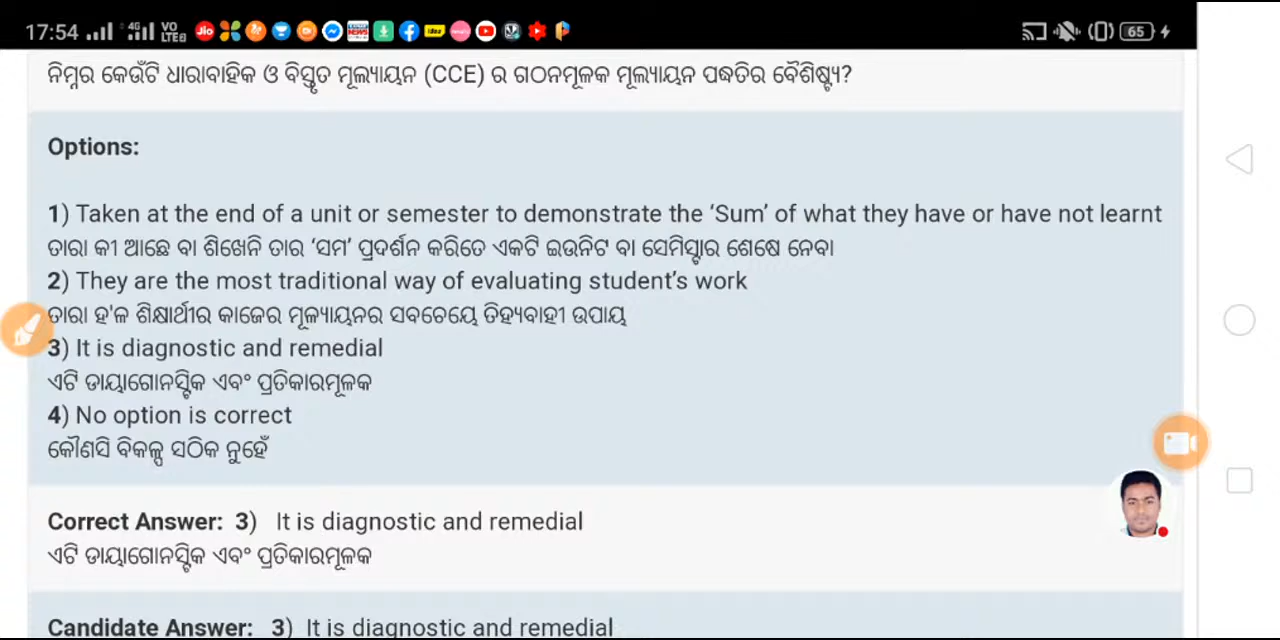 17:54 4G VO LTE2 65
ନିମ୍ନର କେଉଁଟି ଧାରାବାହିକ ଓ ବିସ୍ତୃତ ମୂଲ୍ୟାୟନ (CCE) ର ଗଠନମୂଳକ ମୂଲ୍ୟାୟନ ପଦ୍ଧତିର ବୈଶିଷ୍ଟ୍ୟ?
Options:
1) Taken at the end of a unit or semester to demonstrate the ‘Sum’ of what they have or have not learnt
ତାରା କୀ ଆଛେ ବା ଶିଖେନି ତାର ‘ସମ’ ପ୍ରଦର୍ଶନ କରିତେ ଏକଟି ଇଉନିଟ ବା ସେମିସ୍ଟାର ଶେଷେ ନେବା
2) They are the most traditional way of evaluating student’s work
ତାରା ହ'ଳ ଶିକ୍ଷାର୍ଥୀର କାଜେର ମୂଲ୍ୟାୟନର ସବଚେୟେ ତିହ୍ୟବାହୀ ଉପାୟ
3) It is diagnostic and remedial
ଏଟି ଡାୟାଗୋନସ୍ଟିକ ଏବଂ ପ୍ରତିକାରମୂଳକ
4) No option is correct
କୌଣସି ବିକଳ୍ପ ସଠିକ ନୁହେଁ
Correct Answer: 3) It is diagnostic and remedial
ଏଟି ଡାୟାଗୋନସ୍ଟିକ ଏବଂ ପ୍ରତିକାରମୂଳକ
Candidate Answer: 3) It is diagnostic and remedial